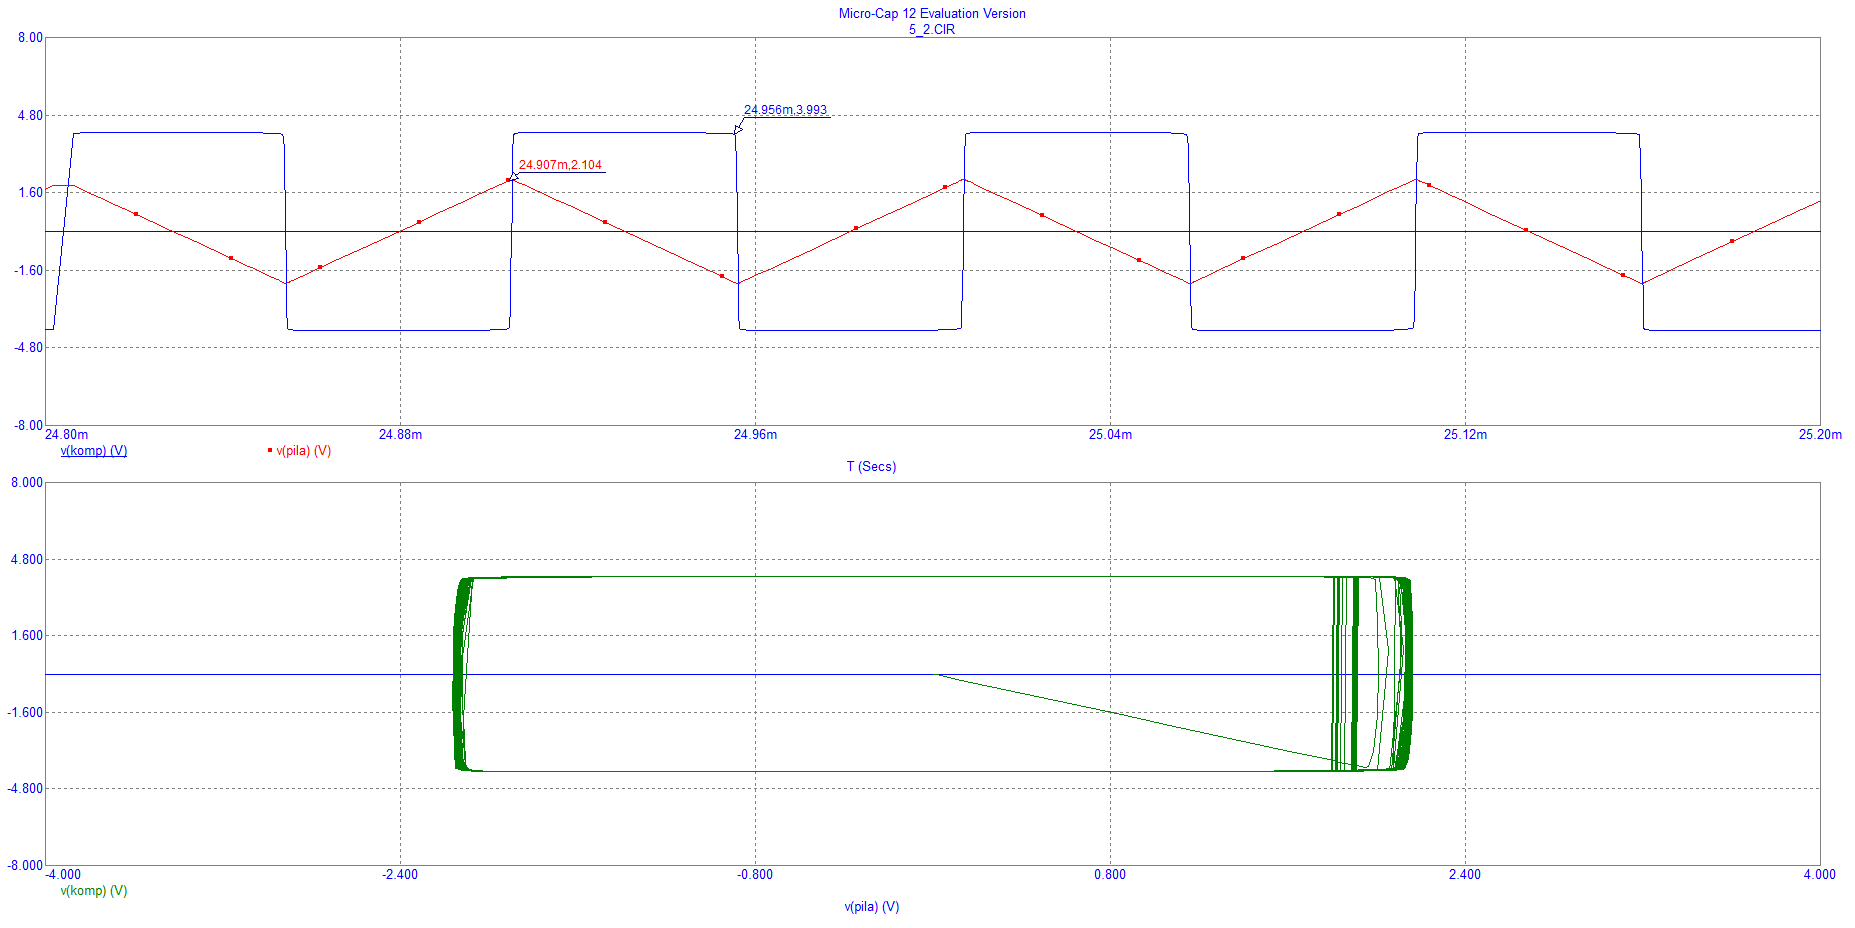 Micro-Cap 12 Evaluation Version
5_2.CIR
8.00
4.80
1.60
-1.60
-4.80
-8.00
24.956m,3.993
24.907m,2.104
24.80m 24.88m 24.96m 25.04m 25.12m 25.20m
v(komp) (V) v(pila) (V)
T (Secs)
8.000
4.800
1.600
-1.600
-4.800
-8.000
-4.000 -2.400 -0.800 0.800 2.400 4.000
v(komp) (V)
v(pila) (V)